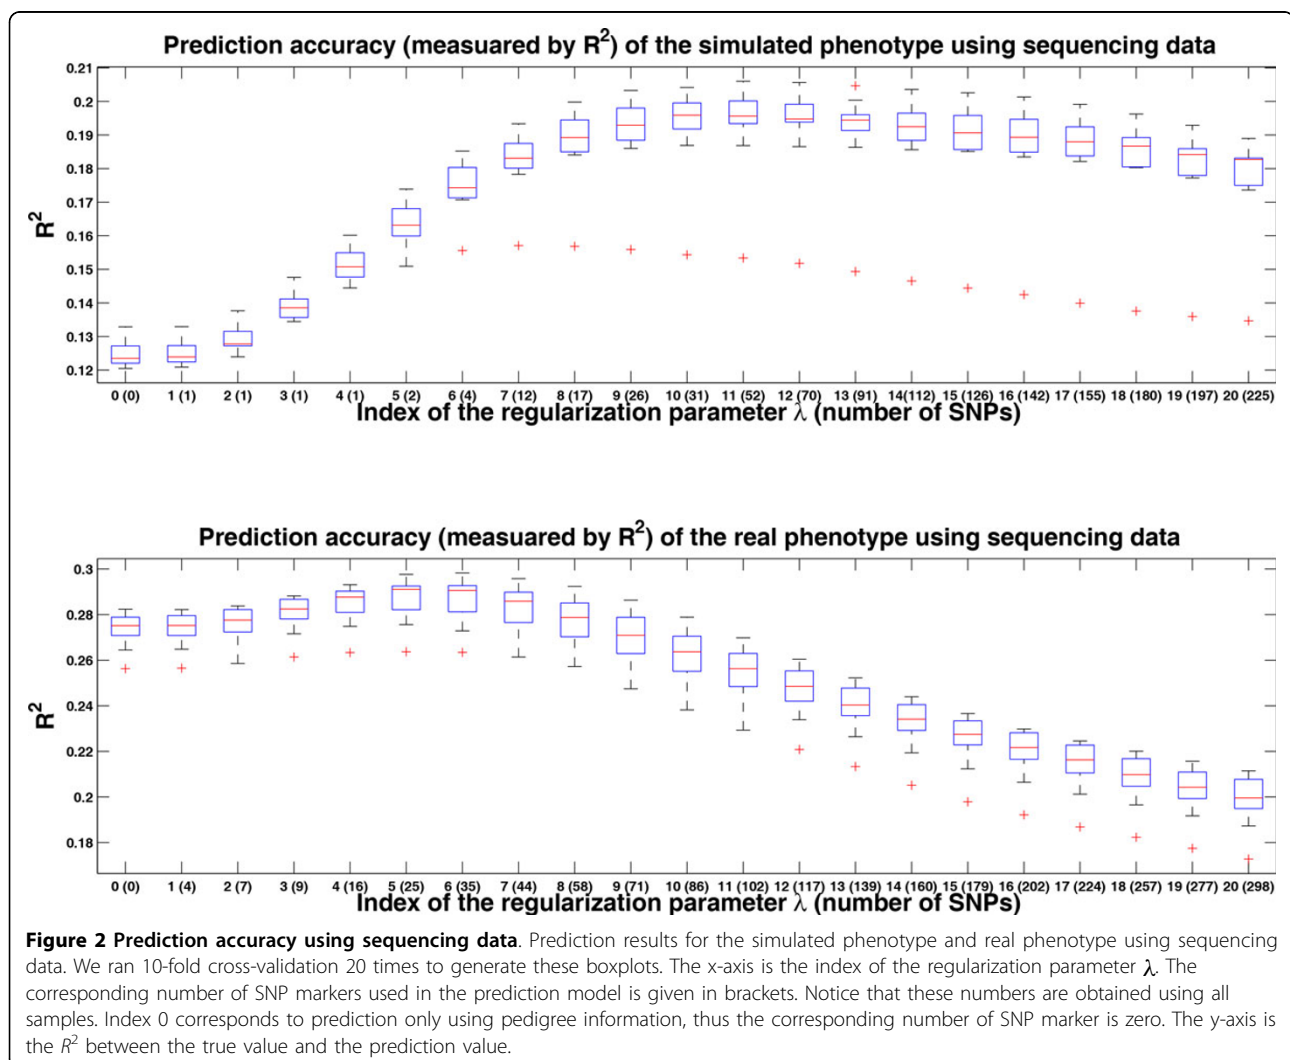 Prediction accuracy (measuared by R2) of the simulated phenotype using sequencing data
0.21
0.2
0.19
0.18
0.17
0.16
0.15
0.14
0.13
0.12
R2
0 (0) 1 (1) 2 (1) 3 (1) 4 (1) 5 (2) 6 (4) 7 (12) 8 (17) 9 (26) 10 (31) 11 (52) 12 (70) 13 (91) 14(112) 15 (126) 16 (142) 17 (155) 18 (180) 19 (197) 20 (225)
Index of the regularization parameter λ (number of SNPs)
Prediction accuracy (measuared by R2) of the real phenotype using sequencing data
0.3
0.28
0.26
0.24
0.22
0.2
0.18
R2
0 (0) 1 (4) 2 (7) 3 (9) 4 (16) 5 (25) 6 (35) 7 (44) 8 (58) 9 (71) 10 (86) 11 (102) 12 (117) 13 (139) 14 (160) 15 (179) 16 (202) 17 (224) 18 (257) 19 (277) 20 (298)
Index of the regularization parameter λ (number of SNPs)
Figure 2 Prediction accuracy using sequencing data. Prediction results for the simulated phenotype and real phenotype using sequencing
data. We ran 10-fold cross-validation 20 times to generate these boxplots. The x-axis is the index of the regularization parameter λ. The
corresponding number of SNP markers used in the prediction model is given in brackets. Notice that these numbers are obtained using all
samples. Index 0 corresponds to prediction only using pedigree information, thus the corresponding number of SNP marker is zero. The y-axis is
the R2 between the true value and the prediction value.